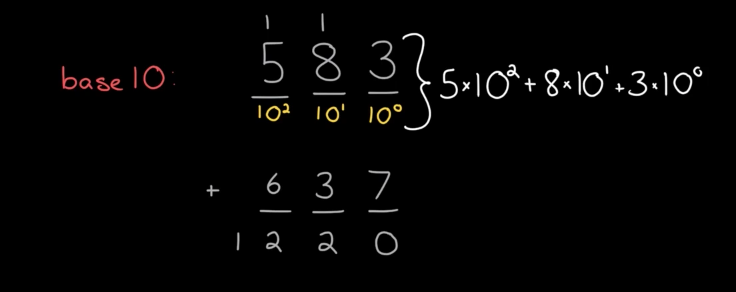 1 1
base 10: 5 8 3 } 5×10² + 8×10¹ + 3×10⁰
10² 10¹ 10⁰
+ 6 3 7
1 2 2 0